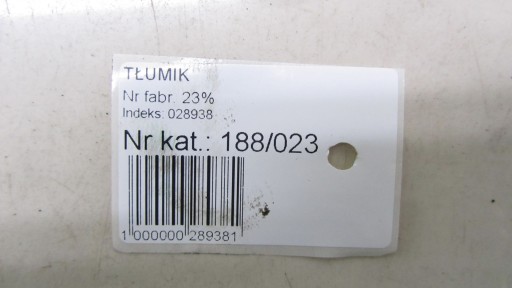 TŁUMIK
Nr fabr. 23%
Indeks: 028938
Nr kat.: 188/023
1 000000 289381